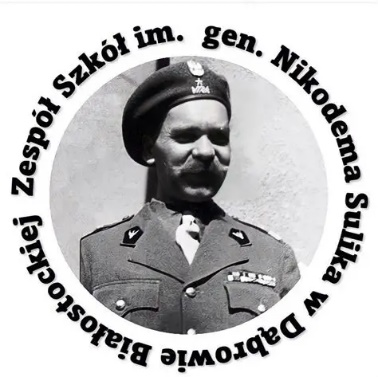 Zespół Szkół im. gen. Nikodema Sulika w Dąbrowie Białostockiej